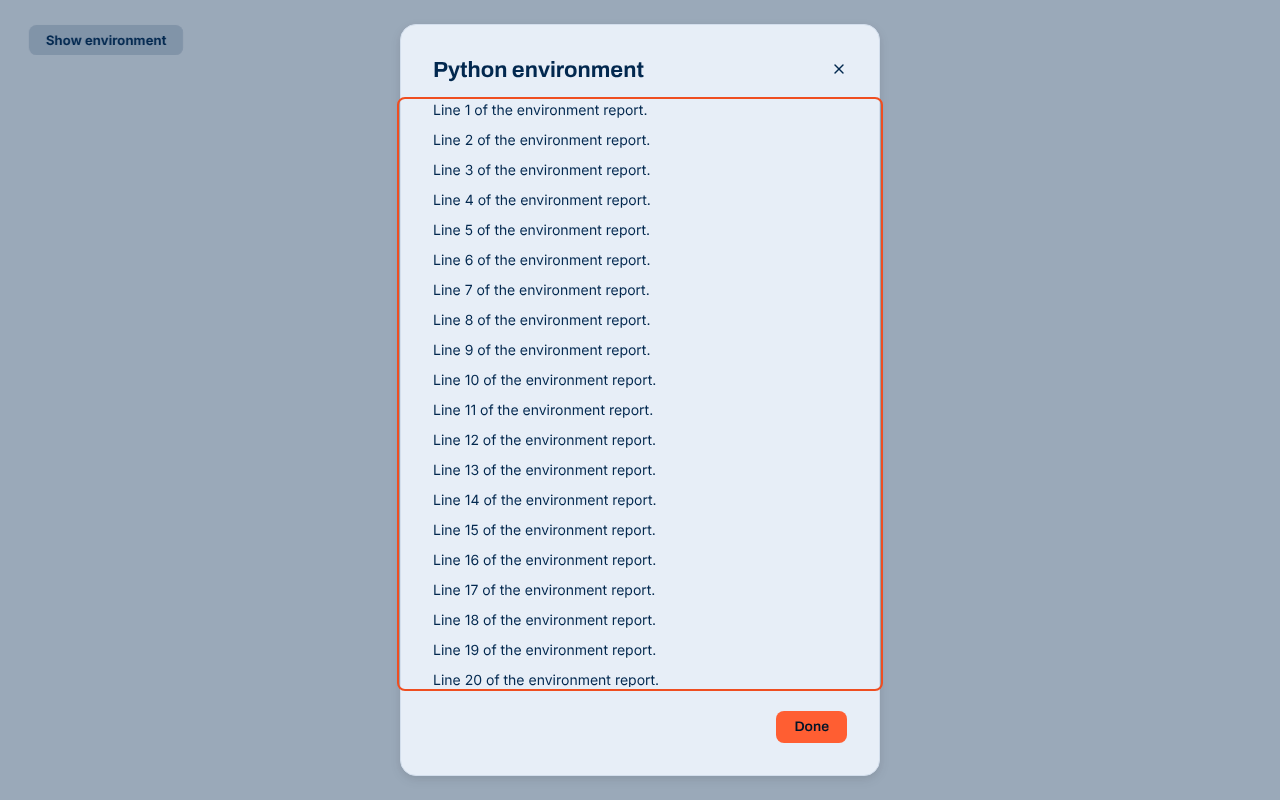 Show environment
Python environment
Line 1 of the environment report.
Line 2 of the environment report.
Line 3 of the environment report.
Line 4 of the environment report.
Line 5 of the environment report.
Line 6 of the environment report.
Line 7 of the environment report.
Line 8 of the environment report.
Line 9 of the environment report.
Line 10 of the environment report.
Line 11 of the environment report.
Line 12 of the environment report.
Line 13 of the environment report.
Line 14 of the environment report.
Line 15 of the environment report.
Line 16 of the environment report.
Line 17 of the environment report.
Line 18 of the environment report.
Line 19 of the environment report.
Line 20 of the environment report.
Done